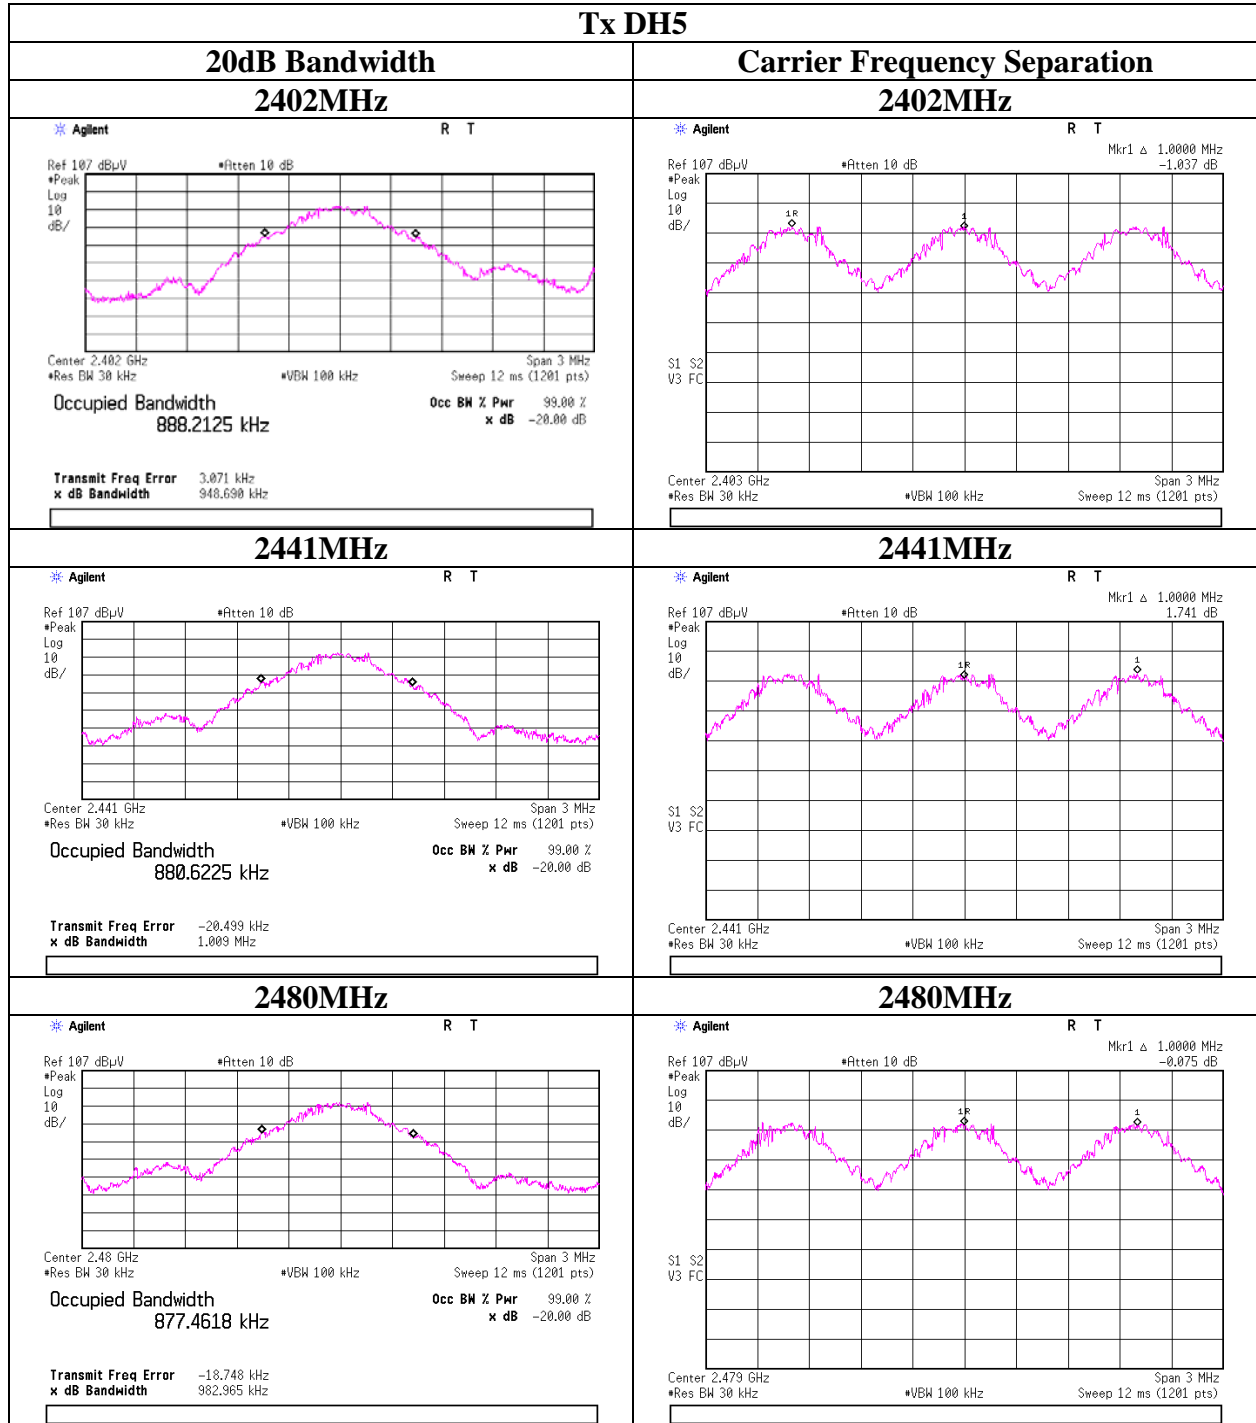 Tx DH5
20dB Bandwidth
Carrier Frequency Separation
2402MHz
2402MHz
Agilent
R T
Ref 107 dBµV
#Atten 10 dB
#Peak
Log
10
dB/
Center 2.402 GHz
Span 3 MHz
#Res BW 30 kHz
#VBW 100 kHz
Sweep 12 ms (1201 pts)
Occupied Bandwidth
888.2125 kHz
Occ BW % Pwr 99.00 %
x dB -20.00 dB
Transmit Freq Error 3.071 kHz
x dB Bandwidth 948.690 kHz
Agilent
R T
Mkr1 Δ 1.0000 MHz
Ref 107 dBµV
#Atten 10 dB
-1.037 dB
#Peak
Log
10
dB/
1R
1
S1 S2
V3 FC
Center 2.403 GHz
Span 3 MHz
#Res BW 30 kHz
#VBW 100 kHz
Sweep 12 ms (1201 pts)
2441MHz
2441MHz
Agilent
R T
Ref 107 dBµV
#Atten 10 dB
#Peak
Log
10
dB/
Center 2.441 GHz
Span 3 MHz
#Res BW 30 kHz
#VBW 100 kHz
Sweep 12 ms (1201 pts)
Occupied Bandwidth
880.6225 kHz
Occ BW % Pwr 99.00 %
x dB -20.00 dB
Transmit Freq Error -20.499 kHz
x dB Bandwidth 1.009 MHz
Agilent
R T
Mkr1 Δ 1.0000 MHz
Ref 107 dBµV
#Atten 10 dB
1.741 dB
#Peak
Log
10
dB/
1R
1
S1 S2
V3 FC
Center 2.441 GHz
Span 3 MHz
#Res BW 30 kHz
#VBW 100 kHz
Sweep 12 ms (1201 pts)
2480MHz
2480MHz
Agilent
R T
Ref 107 dBµV
#Atten 10 dB
#Peak
Log
10
dB/
Center 2.48 GHz
Span 3 MHz
#Res BW 30 kHz
#VBW 100 kHz
Sweep 12 ms (1201 pts)
Occupied Bandwidth
877.4618 kHz
Occ BW % Pwr 99.00 %
x dB -20.00 dB
Transmit Freq Error -18.748 kHz
x dB Bandwidth 982.965 kHz
Agilent
R T
Mkr1 Δ 1.0000 MHz
Ref 107 dBµV
#Atten 10 dB
-0.075 dB
#Peak
Log
10
dB/
1R
1
S1 S2
V3 FC
Center 2.479 GHz
Span 3 MHz
#Res BW 30 kHz
#VBW 100 kHz
Sweep 12 ms (1201 pts)